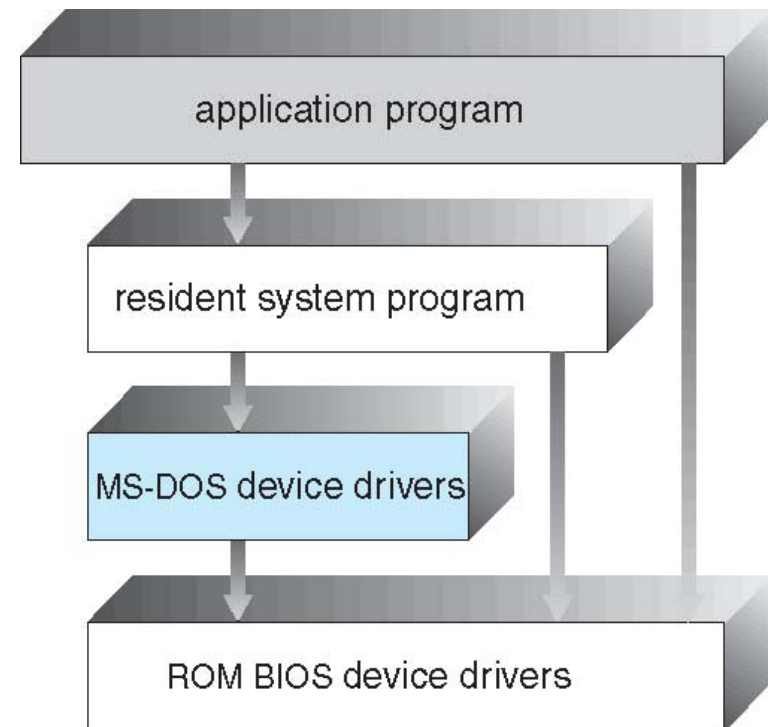 application program
resident system program
MS-DOS device drivers
ROM BIOS device drivers